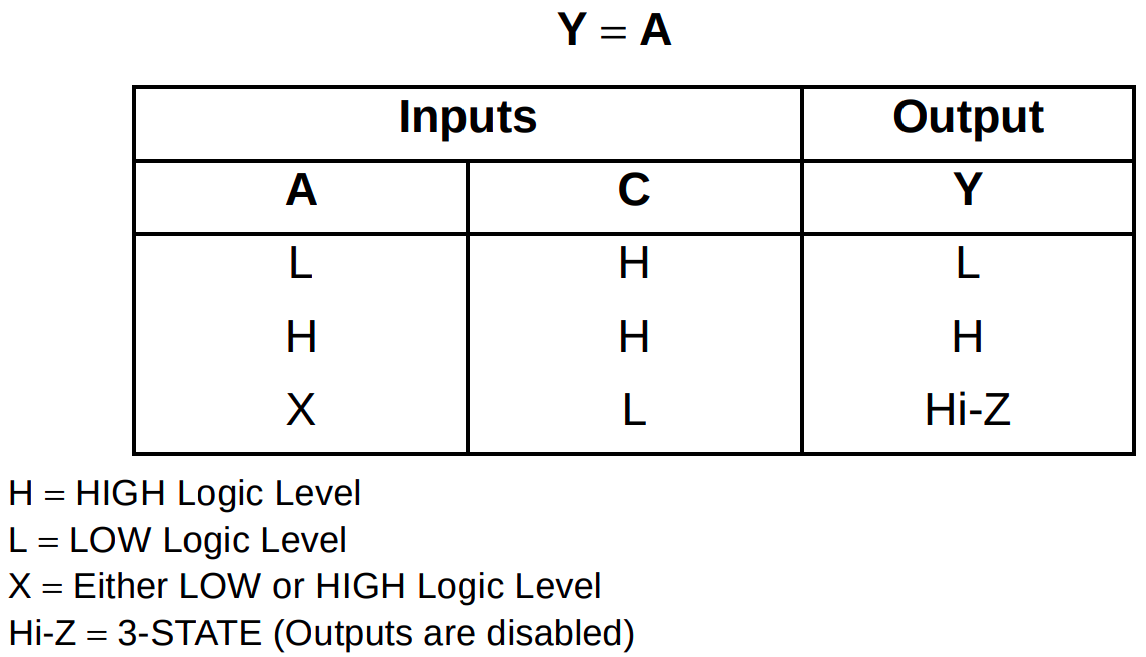 Y = A
Inputs Output
A C Y
L H L
H H H
X L Hi-Z
H = HIGH Logic Level
L = LOW Logic Level
X = Either LOW or HIGH Logic Level
Hi-Z = 3-STATE (Outputs are disabled)